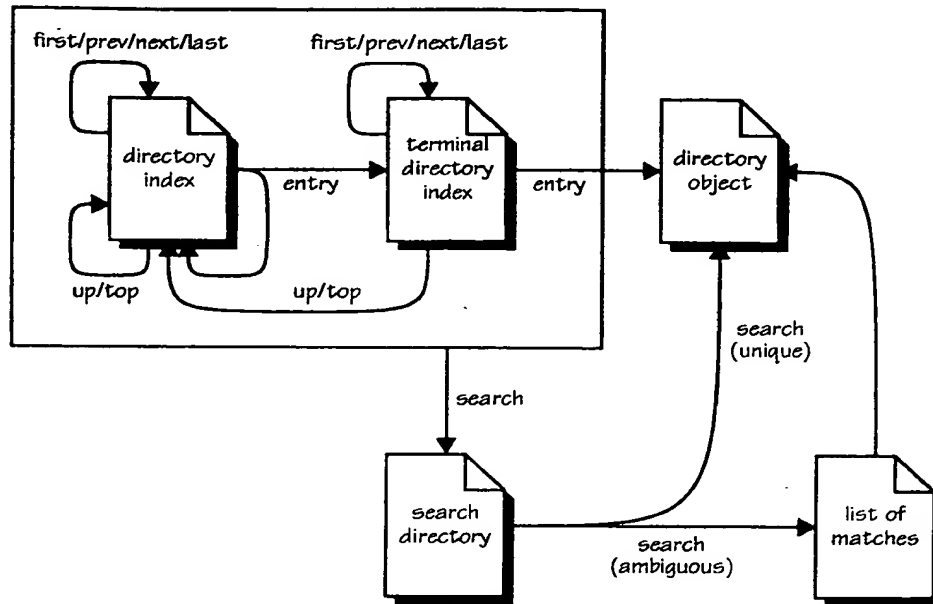 first/prev/next/last
first/prev/next/last
directory
index
entry
terminal
directory
index
entry
directory
object
up/top
up/top
search
(unique)
search
search
directory
search
(ambiguous)
list of
matches